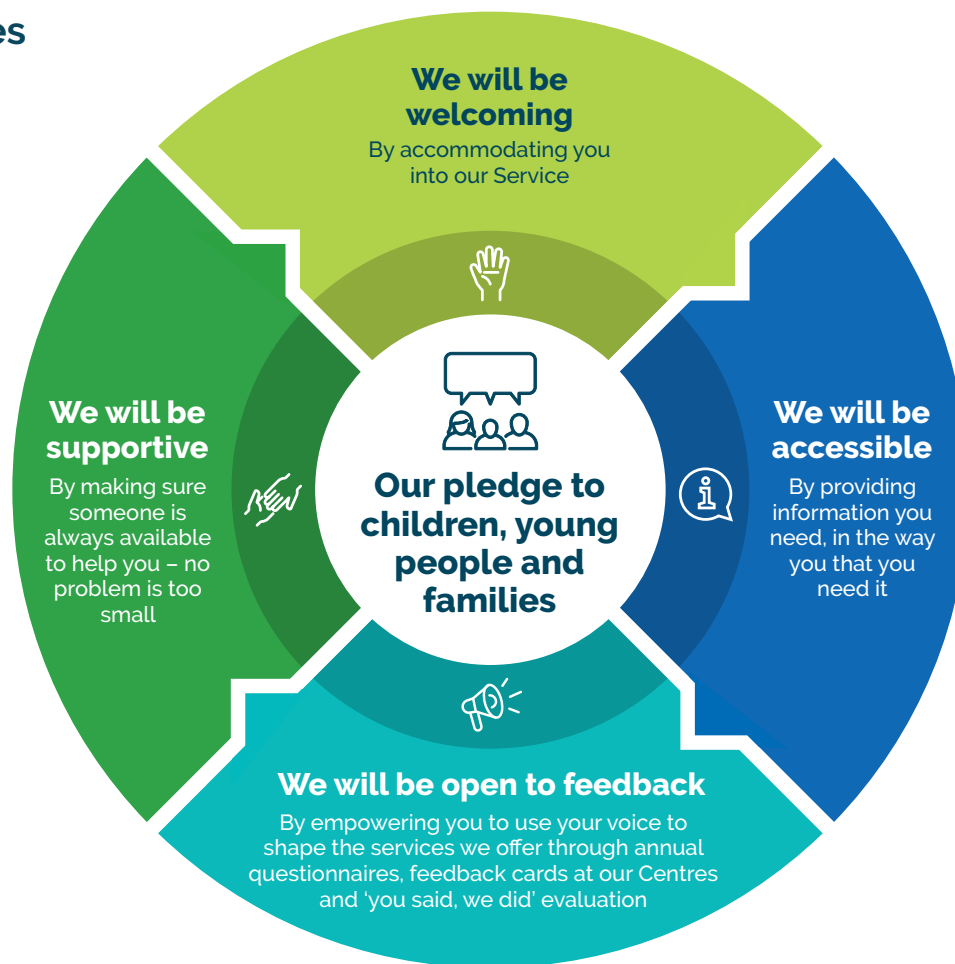 es
We will be
welcoming
By accommodating you
into our Service
We will be
supportive
By making sure
someone is
always available
to help you – no
problem is too
small
Our pledge to
children, young
people and
families
i
We will be
accessible
By providing
information you
need, in the way
you that you
need it
We will be open to feedback
By empowering you to use your voice to
shape the services we offer through annual
questionnaires, feedback cards at our Centres
and ‘you said, we did’ evaluation